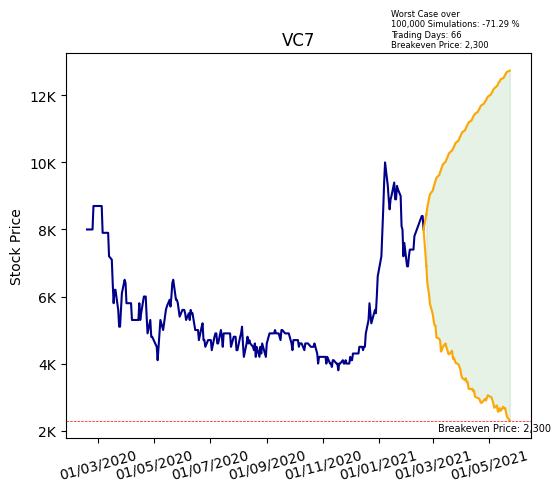 Worst Case over
100,000 Simulations: -71.29 %
Trading Days: 66
Breakeven Price: 2,300
VC7
Stock Price
12K
10K
8K
6K
4K
2K
Breakeven Price: 2,300
01/03/2020 01/05/2020 01/07/2020 01/09/2020 01/11/2020 01/01/2021 01/03/2021 01/05/2021